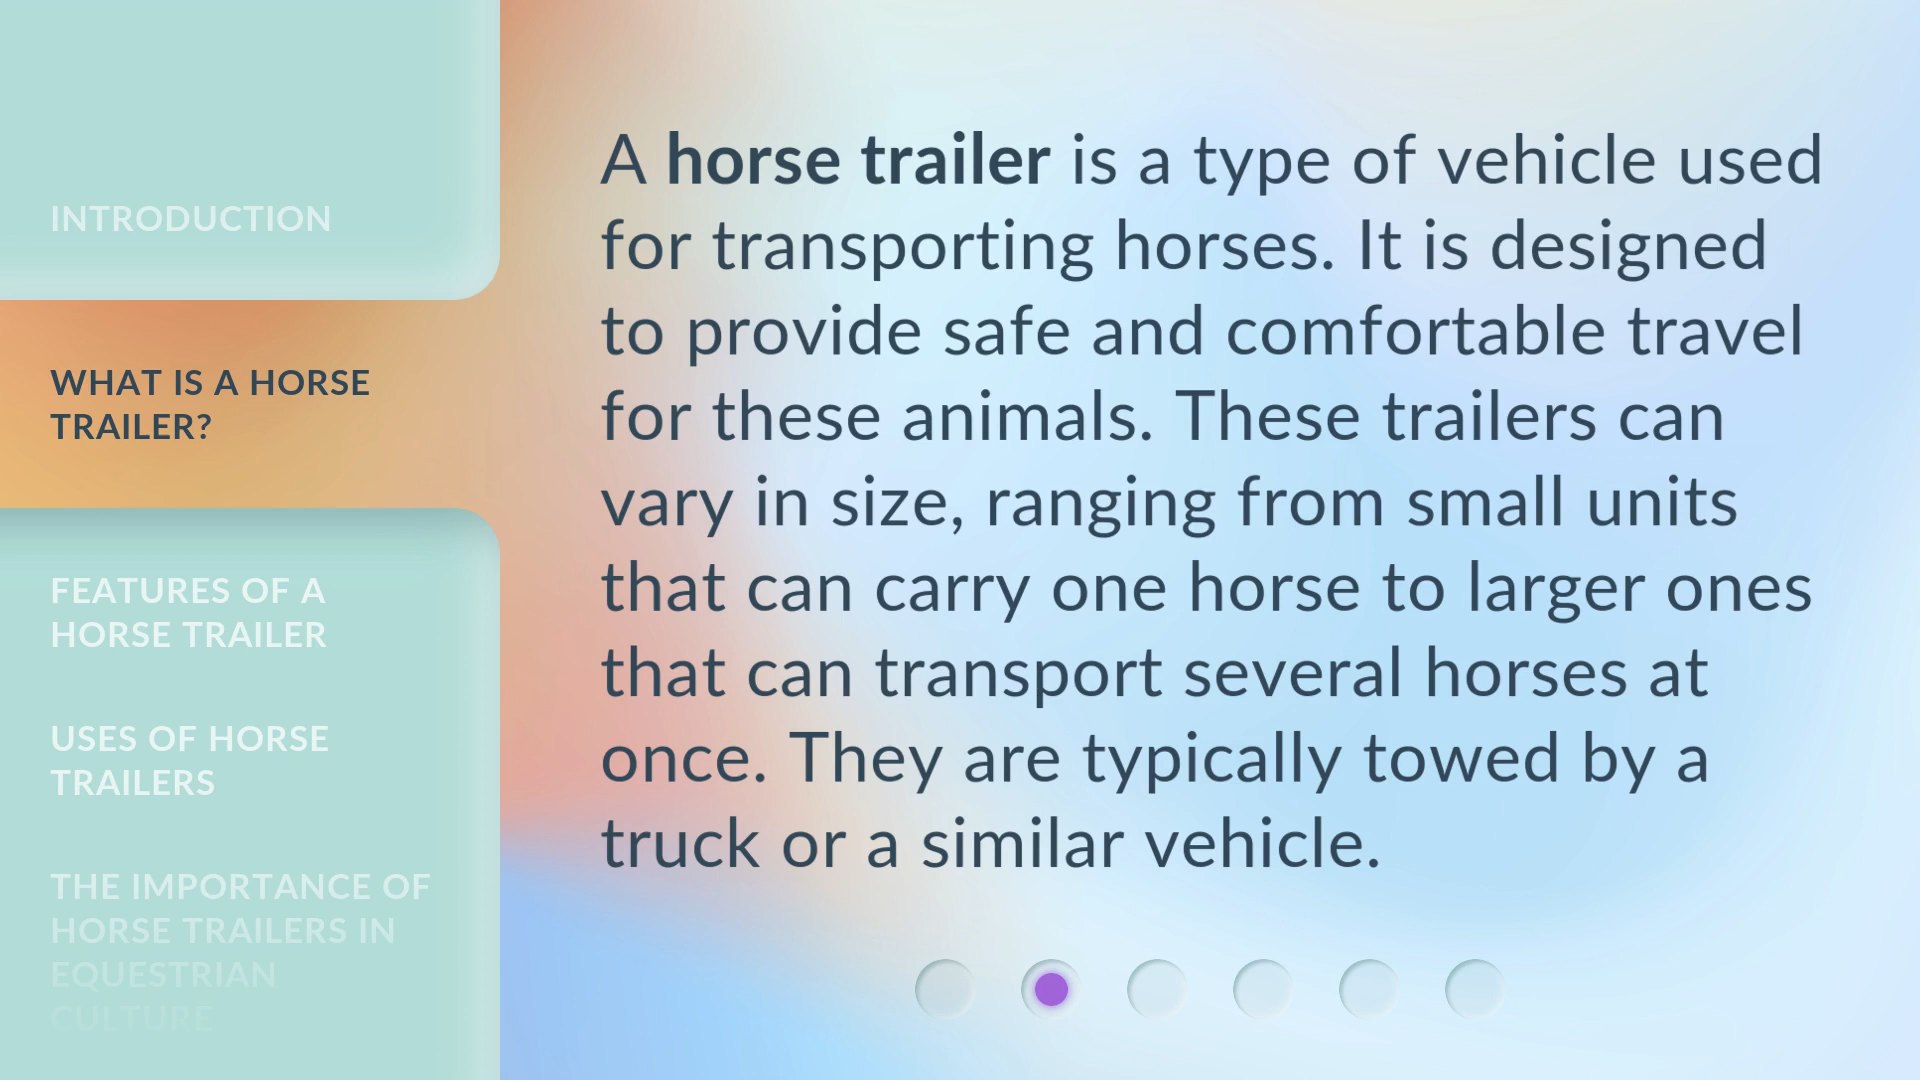 INTRODUCTION
WHAT IS A HORSE
TRAILER?
FEATURES OF A
HORSE TRAILER
USES OF HORSE
TRAILERS
THE IMPORTANCE OF
HORSE TRAILERS IN
EQUESTRIAN
CULTURE
A horse trailer is a type of vehicle used
for transporting horses. It is designed
to provide safe and comfortable travel
for these animals. These trailers can
vary in size, ranging from small units
that can carry one horse to larger ones
that can transport several horses at
once. They are typically towed by a
truck or a similar vehicle.